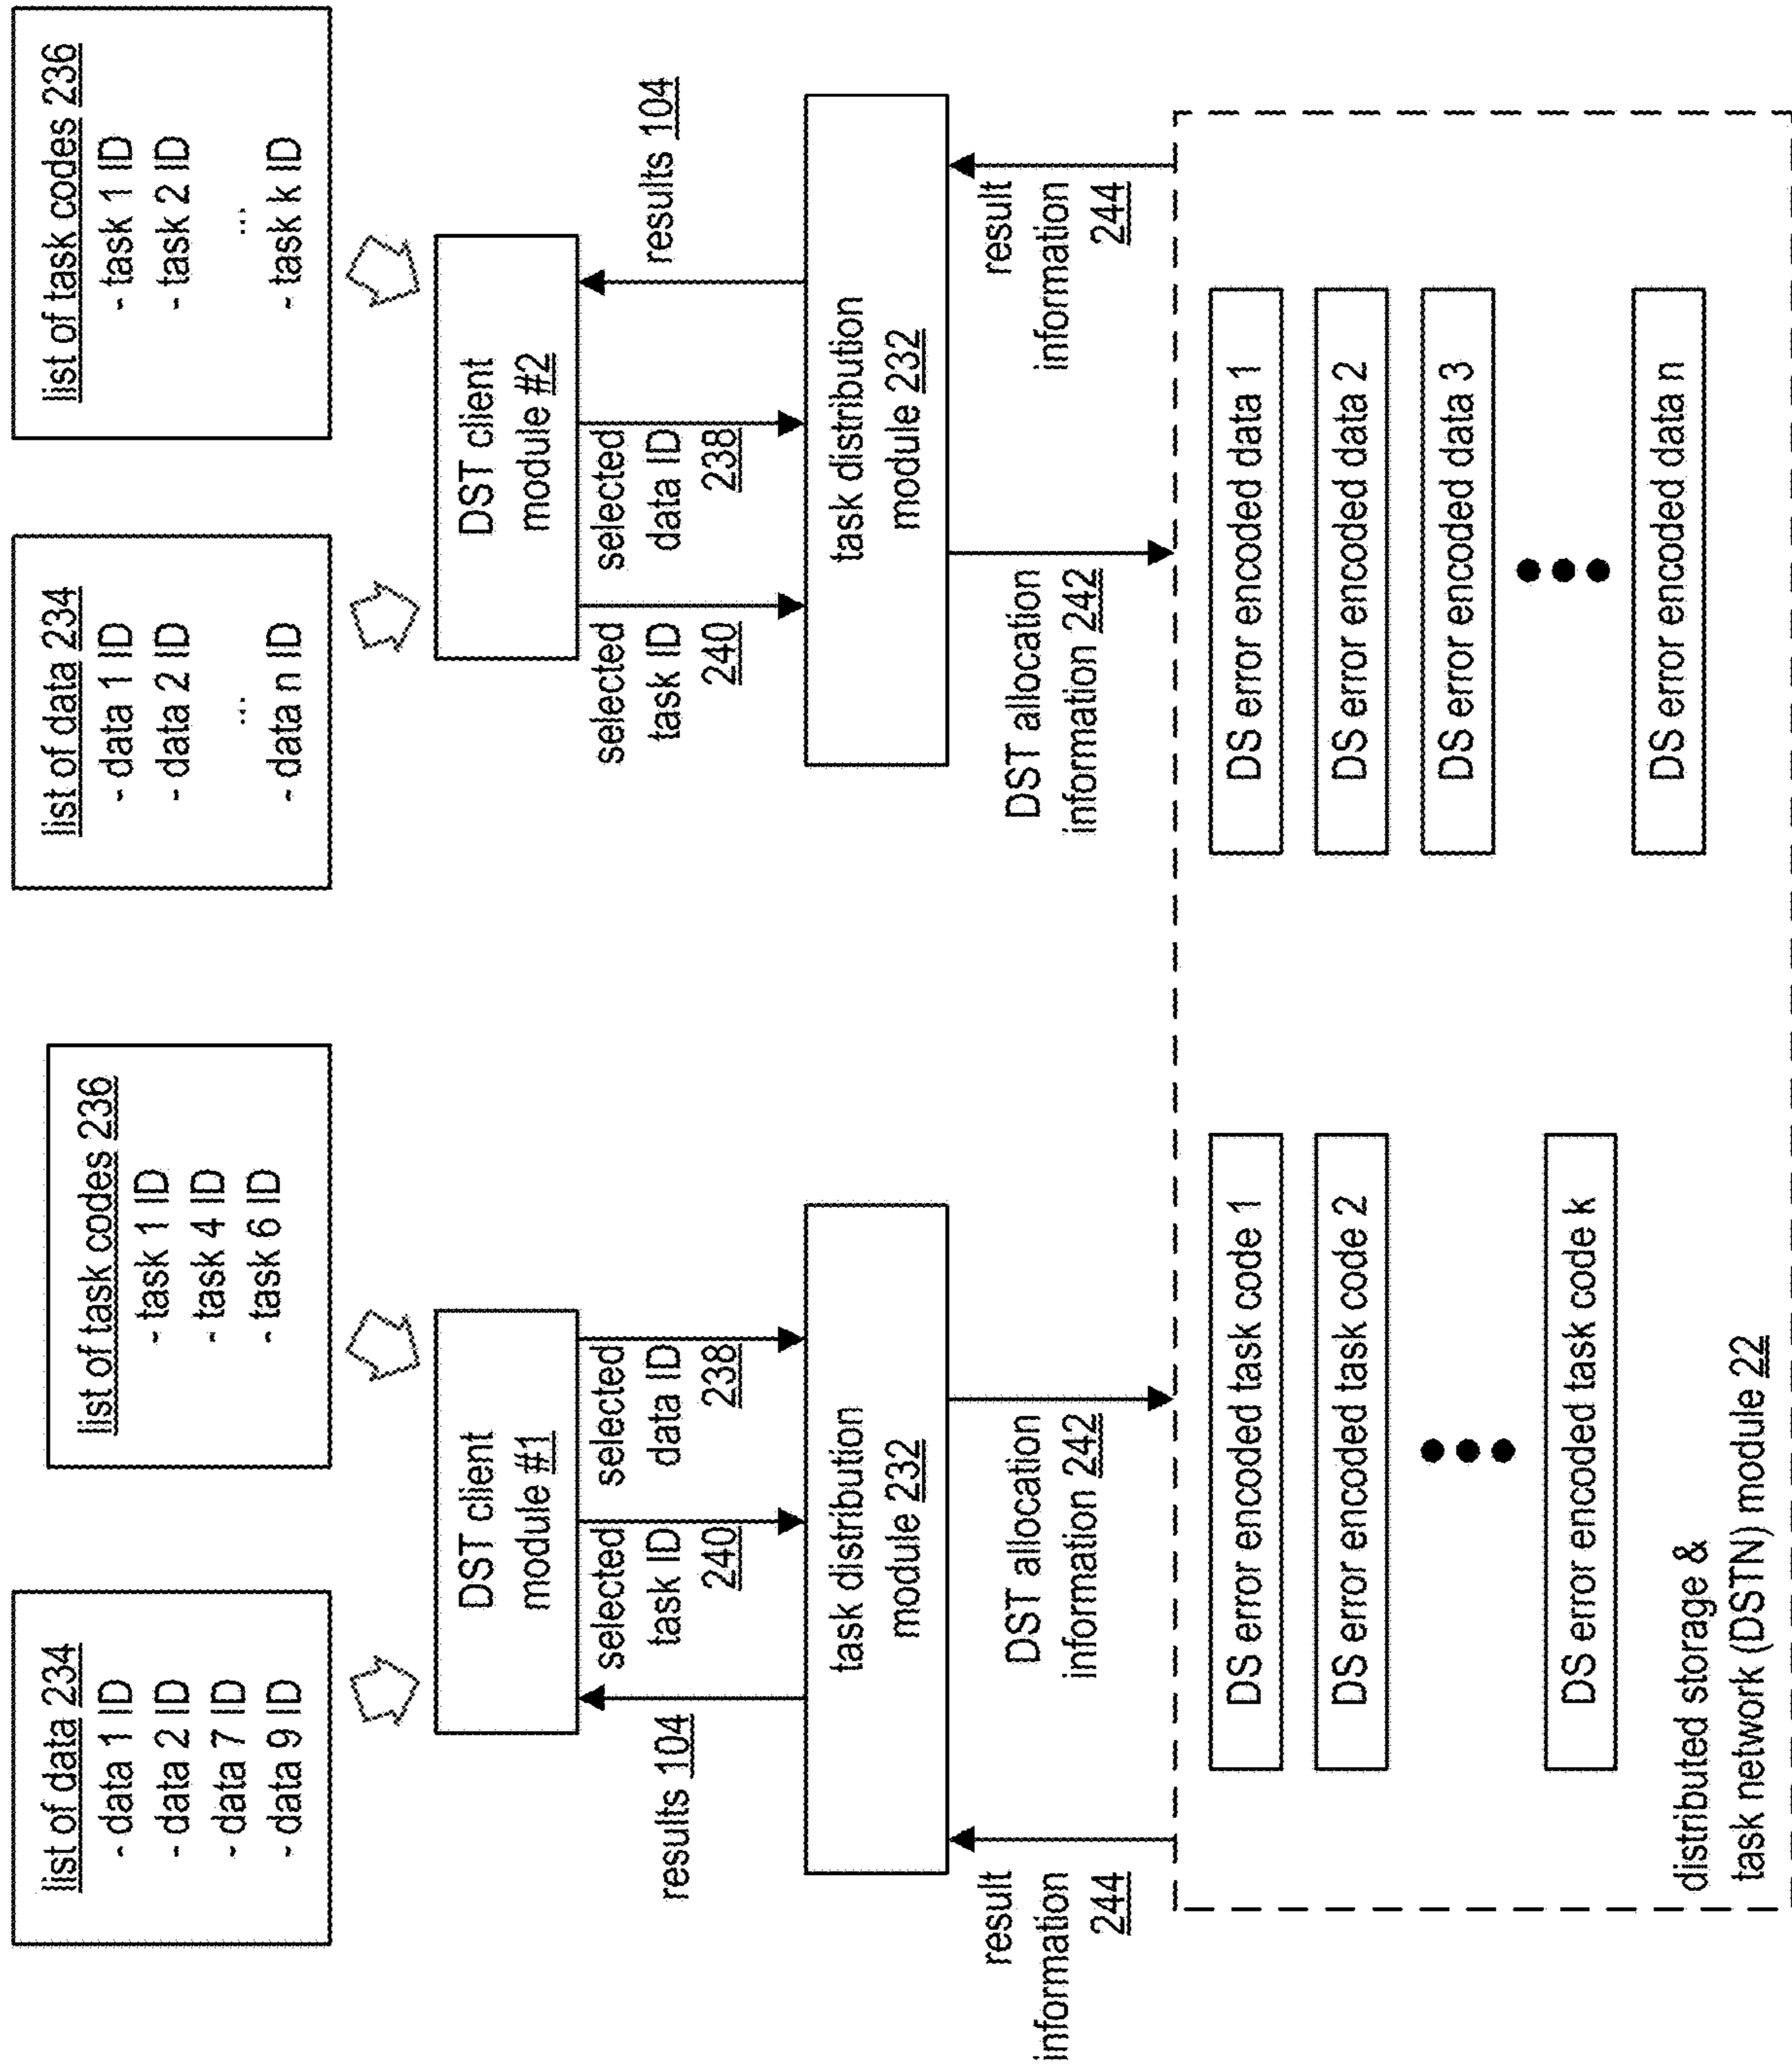 list of data 234
- data 1 ID
- data 2 ID
- data 7 ID
- data 9 ID
list of task codes 236
- task 1 ID
- task 4 ID
- task 6 ID
list of data 234
- data 1 ID
- data 2 ID
...
- data n ID
list of task codes 236
- task 1 ID
- task 2 ID
...
- task k ID
DST client
module #1
DST client
module #2
results 104
selected
task ID
240
selected
data ID
238
selected
task ID
240
selected
data ID
238
results 104
task distribution
module 232
task distribution
module 232
result
information
244
DST allocation
information 242
DST allocation
information 242
result
information
244
DS error encoded task code 1
DS error encoded task code 2
DS error encoded task code k
DS error encoded data 1
DS error encoded data 2
DS error encoded data 3
DS error encoded data n
distributed storage &
task network (DSTN) module 22